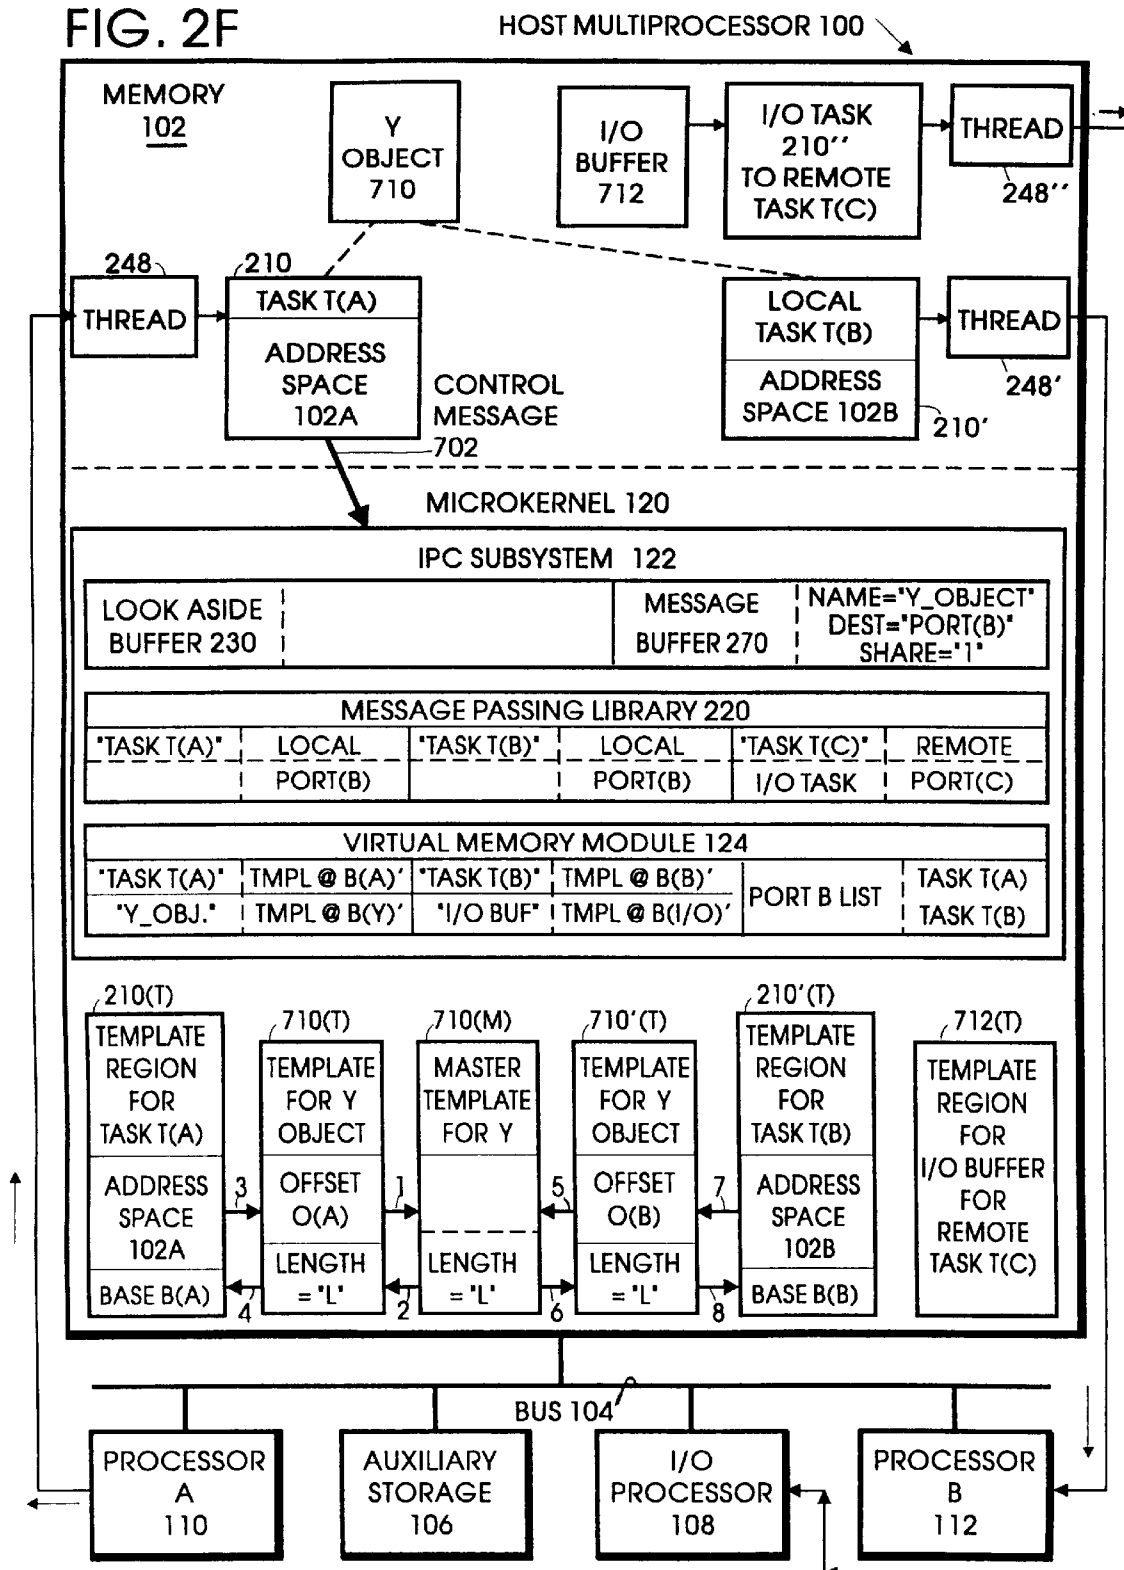 FIG. 2F
HOST MULTIPROCESSOR 100
MEMORY
102
Y
OBJECT
710
I/O
BUFFER
712
I/O TASK
210''
TO REMOTE
TASK T(C)
THREAD
248''
248
THREAD
210
TASK T(A)
ADDRESS
SPACE
102A
CONTROL
MESSAGE
702
LOCAL
TASK T(B)
ADDRESS
SPACE 102B
210'
THREAD
248'
MICROKERNEL 120
IPC SUBSYSTEM 122
LOOK ASIDE
BUFFER 230
MESSAGE
BUFFER 270
NAME="Y_OBJECT"
DEST="PORT(B)"
SHARE="1"
MESSAGE PASSING LIBRARY 220
"TASK T(A)" LOCAL "TASK T(B)" LOCAL "TASK T(C)" REMOTE
PORT(B) PORT(B) I/O TASK PORT(C)
VIRTUAL MEMORY MODULE 124
"TASK T(A)" TMPL @ B(A)' "TASK T(B)" TMPL @ B(B)'
"Y_OBJ." TMPL @ B(Y)' "I/O BUF" TMPL @ B(I/O)'
PORT B LIST
TASK T(A)
TASK T(B)
210(T)
TEMPLATE
REGION
FOR
TASK T(A)
ADDRESS
SPACE
102A
BASE B(A)
3
4
710(T)
TEMPLATE
FOR Y
OBJECT
OFFSET
O(A)
LENGTH
="L"
1
2
710(M)
MASTER
TEMPLATE
FOR Y
LENGTH
="L"
5
6
710'(T)
TEMPLATE
FOR Y
OBJECT
OFFSET
O(B)
LENGTH
="L"
7
8
210'(T)
TEMPLATE
REGION
FOR
TASK T(B)
ADDRESS
SPACE
102B
BASE B(B)
712(T)
TEMPLATE
REGION
FOR
I/O BUFFER
FOR
REMOTE
TASK T(C)
BUS 104
PROCESSOR
A
110
AUXILIARY
STORAGE
106
I/O
PROCESSOR
108
PROCESSOR
B
112